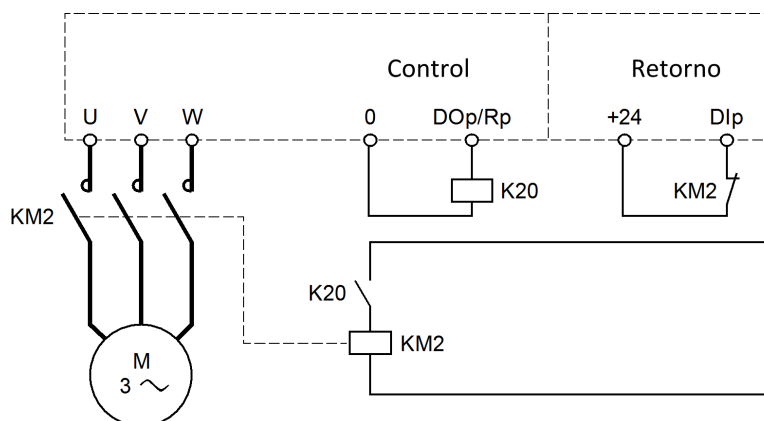 Control Retorno
U V W 0 DOp/Rp +24 DIp
KM2 K20 KM2
K20
KM2
M
3